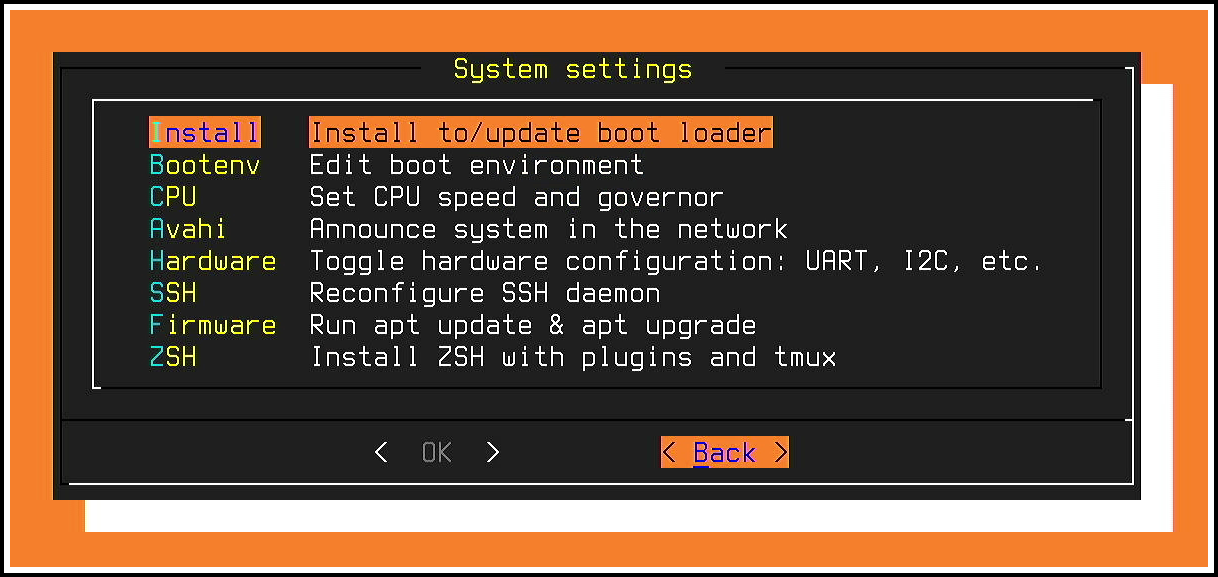 System settings
Install Install to/update boot loader
Bootenv Edit boot environment
CPU Set CPU speed and governor
Avahi Announce system in the network
Hardware Toggle hardware configuration: UART, I2C, etc.
SSH Reconfigure SSH daemon
Firmware Run apt update & apt upgrade
ZSH Install ZSH with plugins and tmux
< OK > < Back >